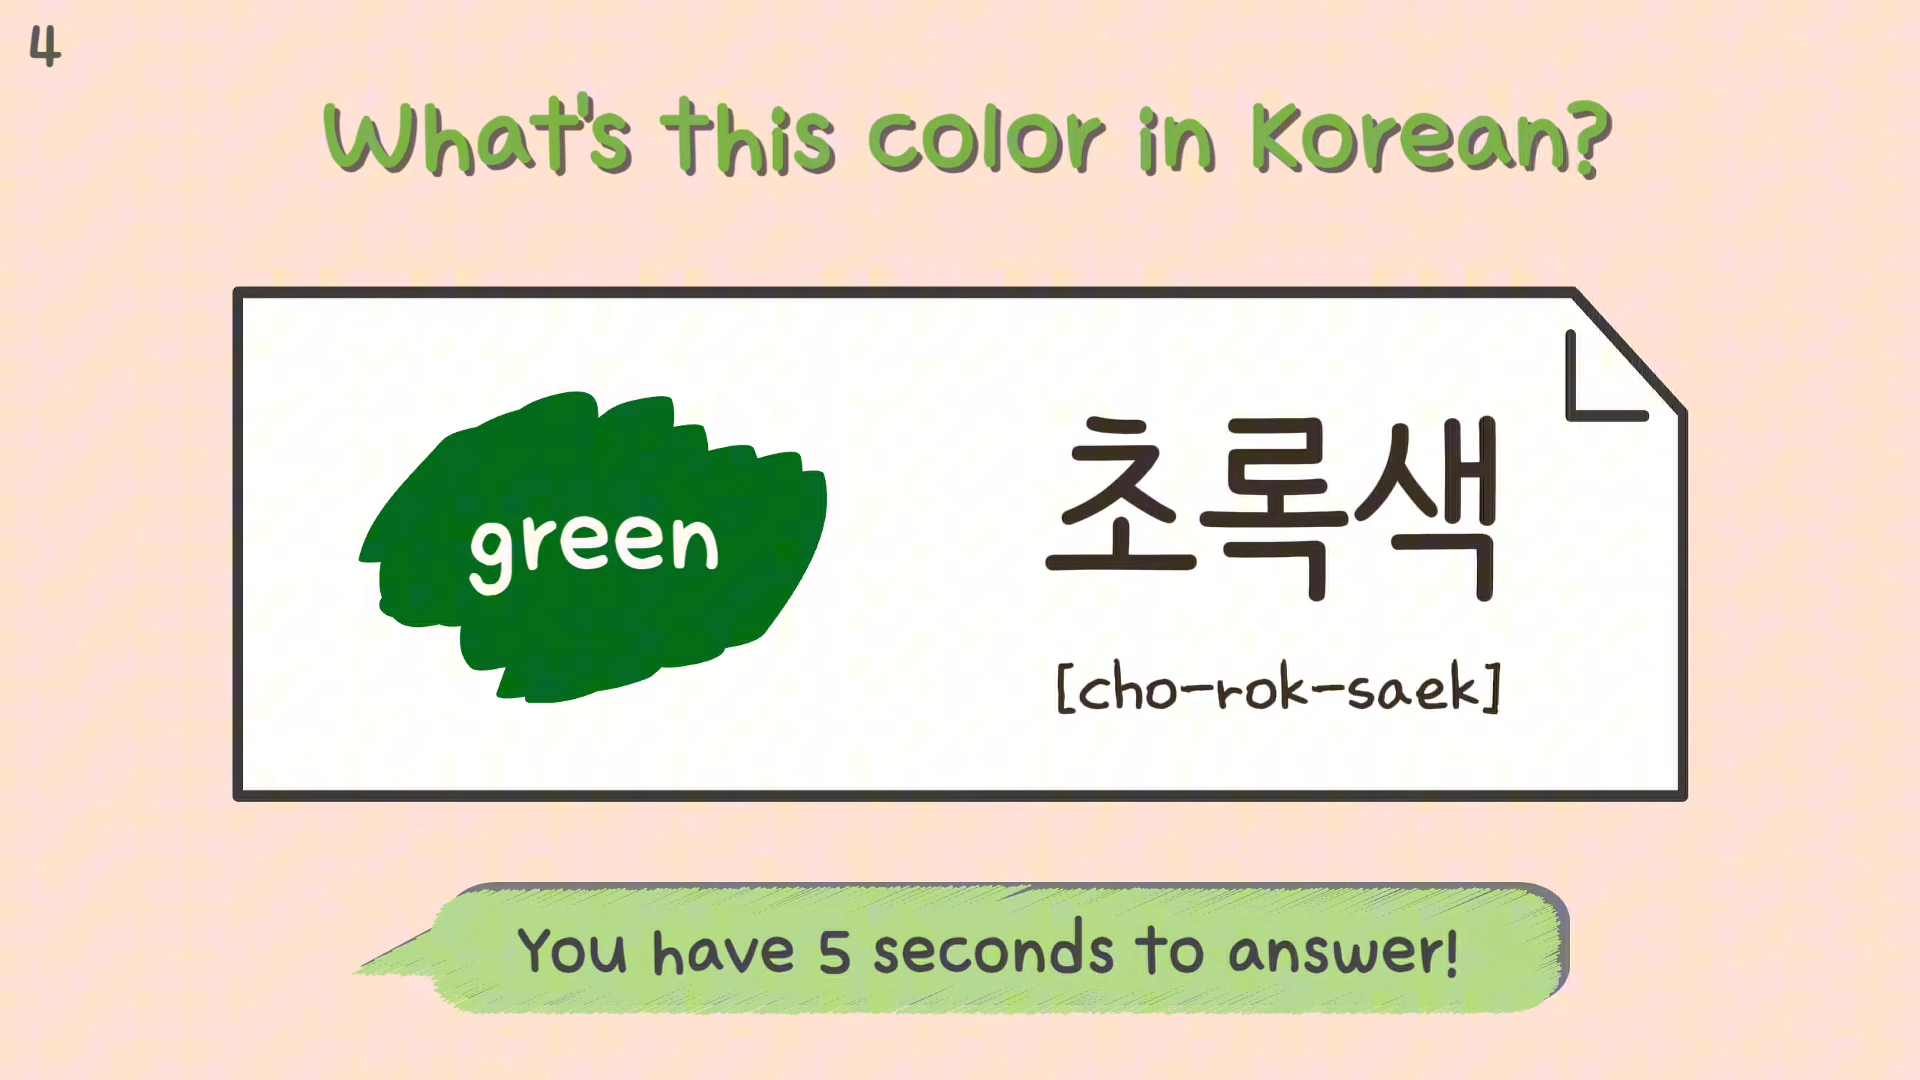 4
What's this color in Korean?
green
초록색
[cho-rok-saek]
You have 5 seconds to answer!